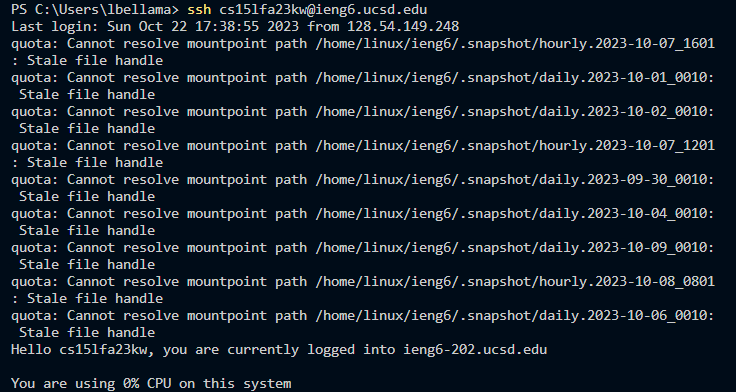 PS C:\Users\lbellama> ssh cs15lfa23kw@ieng6.ucsd.edu
Last login: Sun Oct 22 17:38:55 2023 from 128.54.149.248
quota: Cannot resolve mountpoint path /home/linux/ieng6/.snapshot/hourly.2023-10-07_1601
: Stale file handle
quota: Cannot resolve mountpoint path /home/linux/ieng6/.snapshot/daily.2023-10-01_0010:
 Stale file handle
quota: Cannot resolve mountpoint path /home/linux/ieng6/.snapshot/daily.2023-10-02_0010:
 Stale file handle
quota: Cannot resolve mountpoint path /home/linux/ieng6/.snapshot/hourly.2023-10-07_1201
: Stale file handle
quota: Cannot resolve mountpoint path /home/linux/ieng6/.snapshot/daily.2023-09-30_0010:
 Stale file handle
quota: Cannot resolve mountpoint path /home/linux/ieng6/.snapshot/daily.2023-10-04_0010:
 Stale file handle
quota: Cannot resolve mountpoint path /home/linux/ieng6/.snapshot/daily.2023-10-09_0010:
 Stale file handle
quota: Cannot resolve mountpoint path /home/linux/ieng6/.snapshot/hourly.2023-10-08_0801
: Stale file handle
quota: Cannot resolve mountpoint path /home/linux/ieng6/.snapshot/daily.2023-10-06_0010:
 Stale file handle
Hello cs15lfa23kw, you are currently logged into ieng6-202.ucsd.edu
You are using 0% CPU on this system